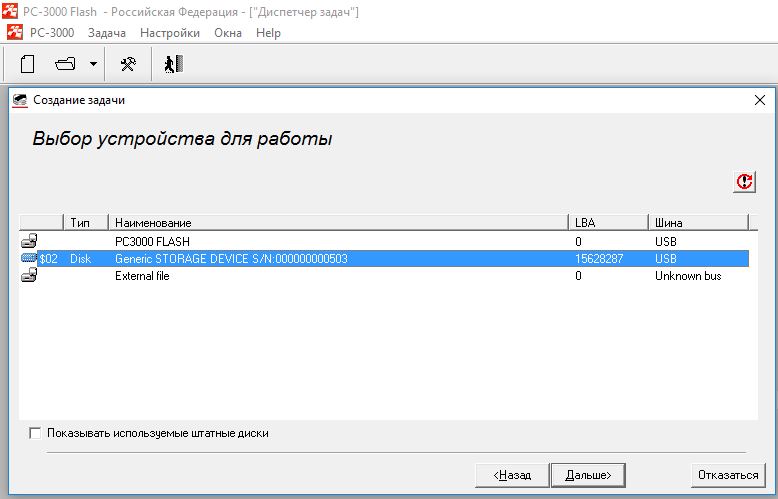 PC-3000 Flash - Российская Федерация - ["Диспетчер задач"]
PC-3000 Задача Настройки Окна Help
Создание задачи
Выбор устройства для работы
Тип Наименование LBA Шина
PC3000 FLASH 0 USB
$02 Disk Generic STORAGE DEVICE S/N:000000000503 15628287 USB
External file 0 Unknown bus
Показывать используемые штатные диски
<Назад Дальше> Отказаться